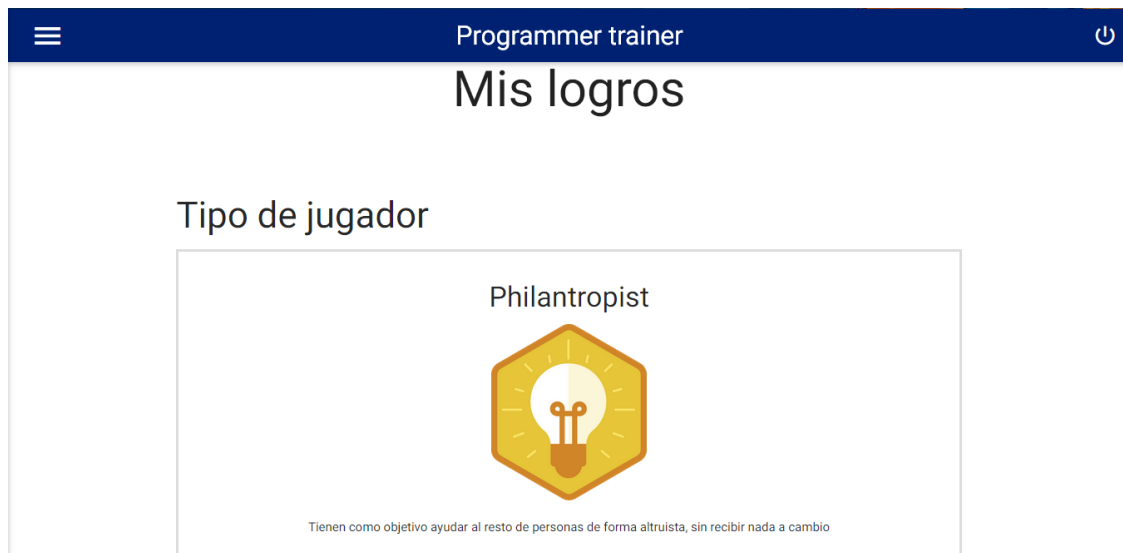 Programmer trainer
Mis logros
Tipo de jugador
Philantropist
Tienen como objetivo ayudar al resto de personas de forma altruista, sin recibir nada a cambio